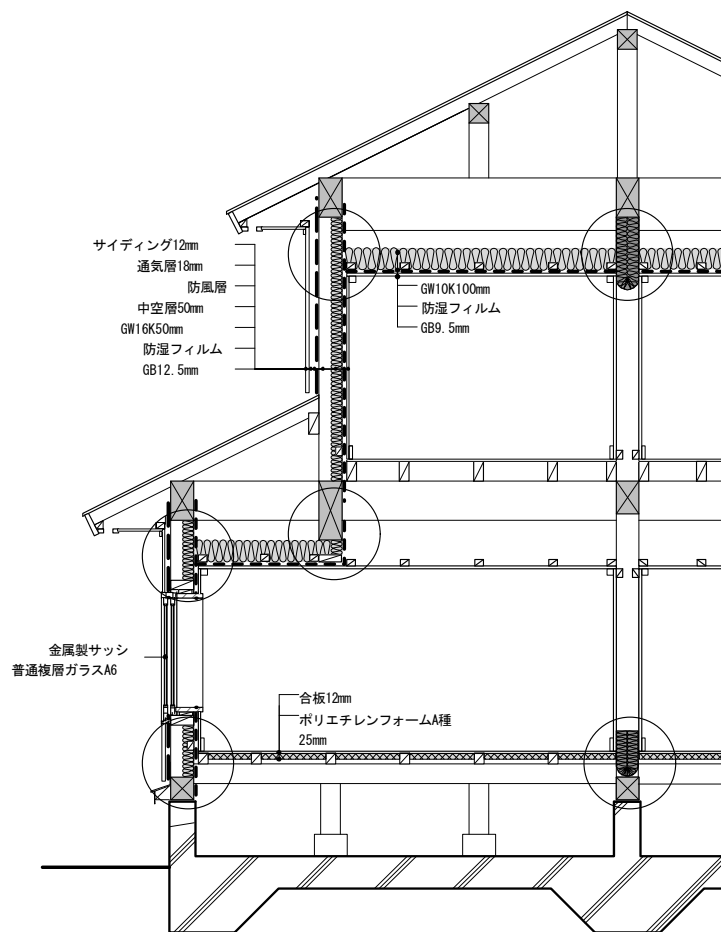 サイディング12mm
通気層18mm
防風層
中空層50mm
GW16K50mm
防湿フィルム
GB12.5mm
GW10K100mm
防湿フィルム
GB9.5mm
金属製サッシ
普通複層ガラスA6
合板12mm
ポリエチレンフォームA種
25mm